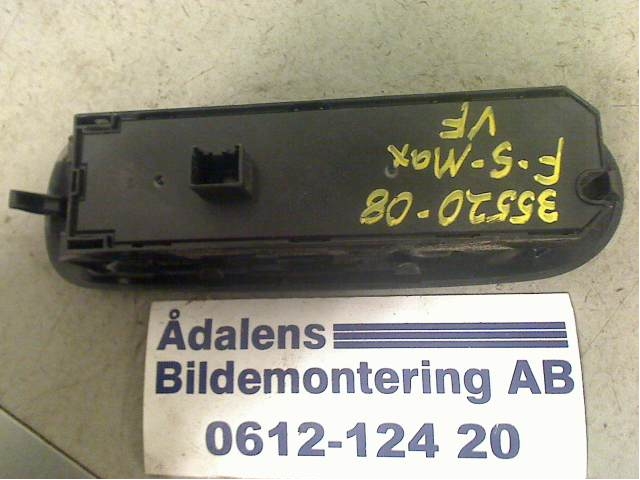 35520-08
F-S-Max
VF
Ådalens
Bildemontering AB
0612-124 20